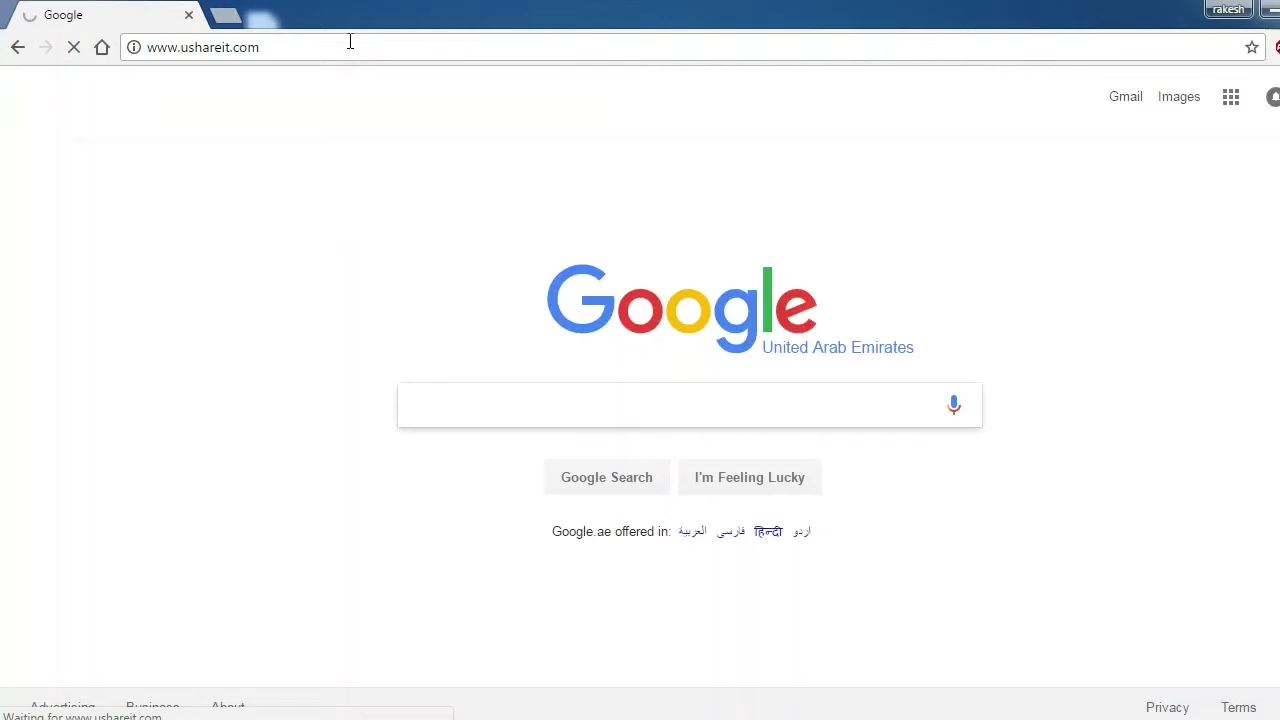 Google
rakesh
www.ushareit.com
Gmail Images
Google
United Arab Emirates
Google Search I'm Feeling Lucky
Google.ae offered in: العربية فارسی हिन्दी اردو
Advertising Business About Privacy Terms
Waiting for www.ushareit.com